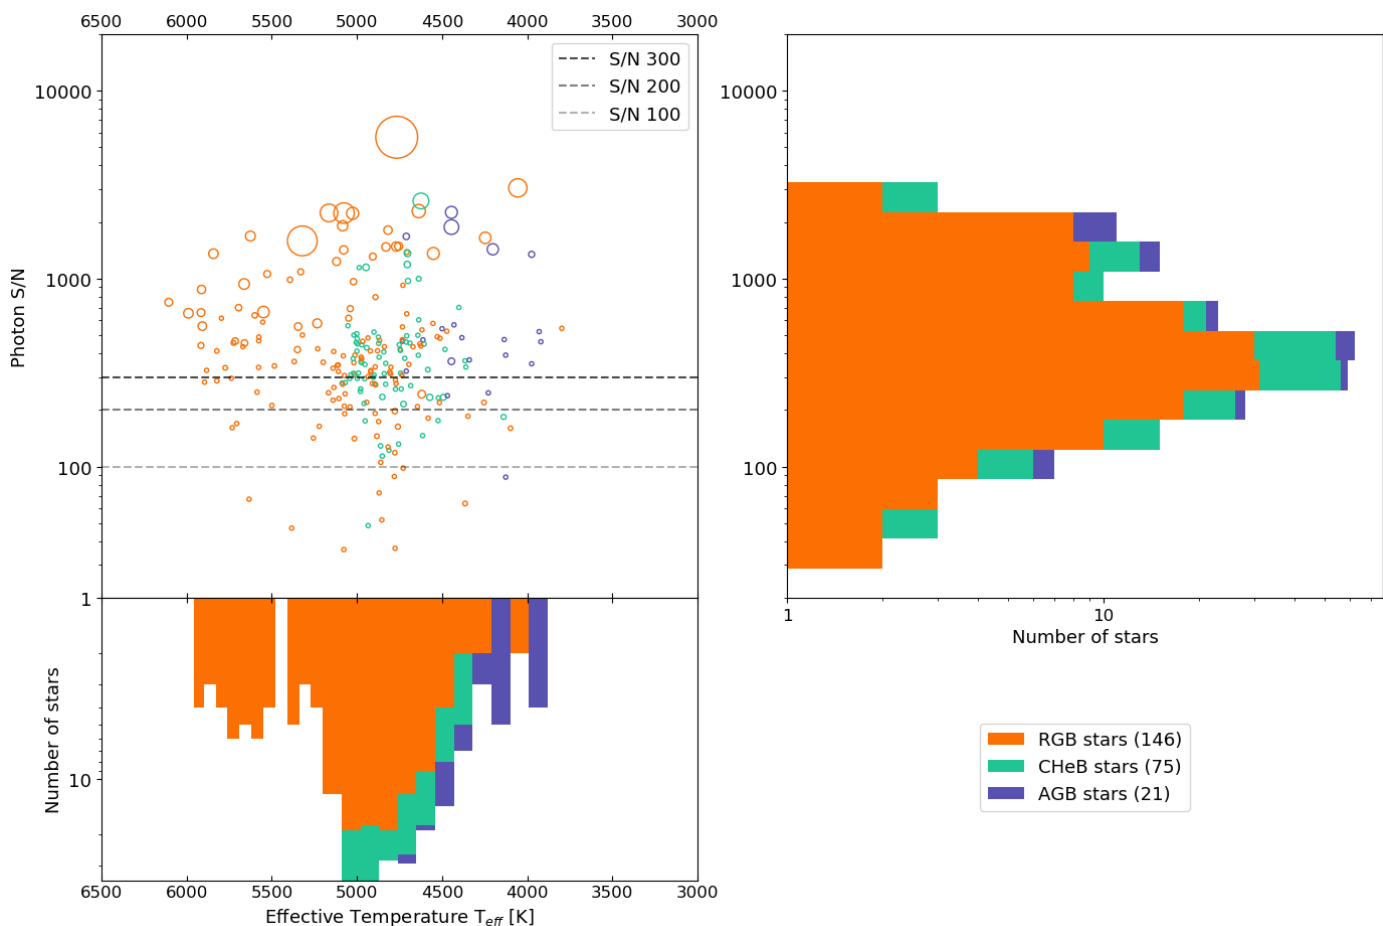 6500 6000 5500 5000 4500 4000 3500 3000
10000
1000
100
Photon S/N
S/N 300
S/N 200
S/N 100
10000
1000
100
1 10
Number of stars
1
10
Number of stars
6500 6000 5500 5000 4500 4000 3500 3000
Effective Temperature T_eff [K]
RGB stars (146)
CHeB stars (75)
AGB stars (21)